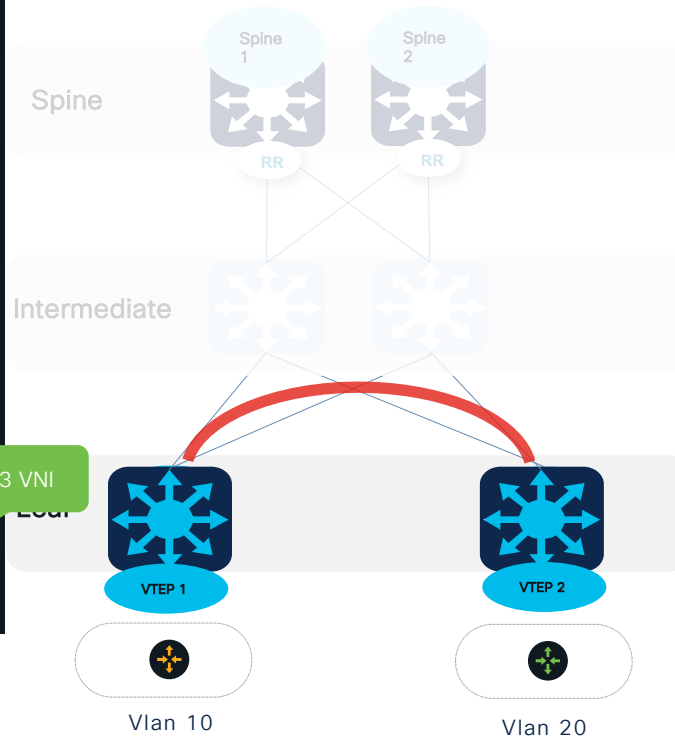 Spine
1
Spine
2
Spine
RR
RR
Intermediate
3 VNI
VTEP 1
VTEP 2
Vlan 10
Vlan 20